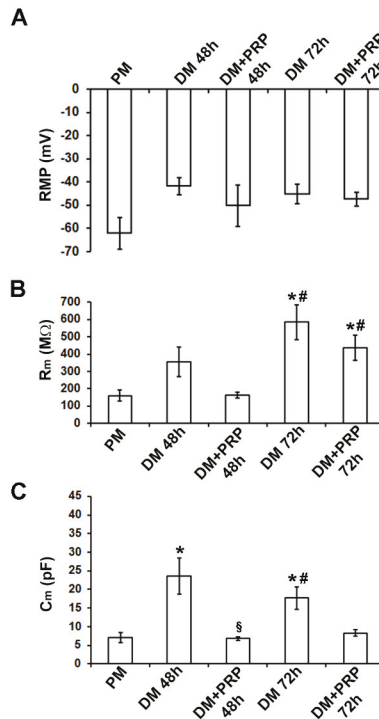 A
PM
DM 48h
DM+PRP
48h
DM 72h
DM+PRP
72h
RMP (mV)
0
-10
-20
-30
-40
-50
-60
-70
B
Rm (MΩ)
700
600
500
400
300
200
100
0
*#
*#
PM
DM 48h
DM+PRP
48h
DM 72h
DM+PRP
72h
C
Cm (pF)
45
40
35
30
25
20
15
10
5
0
*
§
*#
PM
DM 48h
DM+PRP
48h
DM 72h
DM+PRP
72h